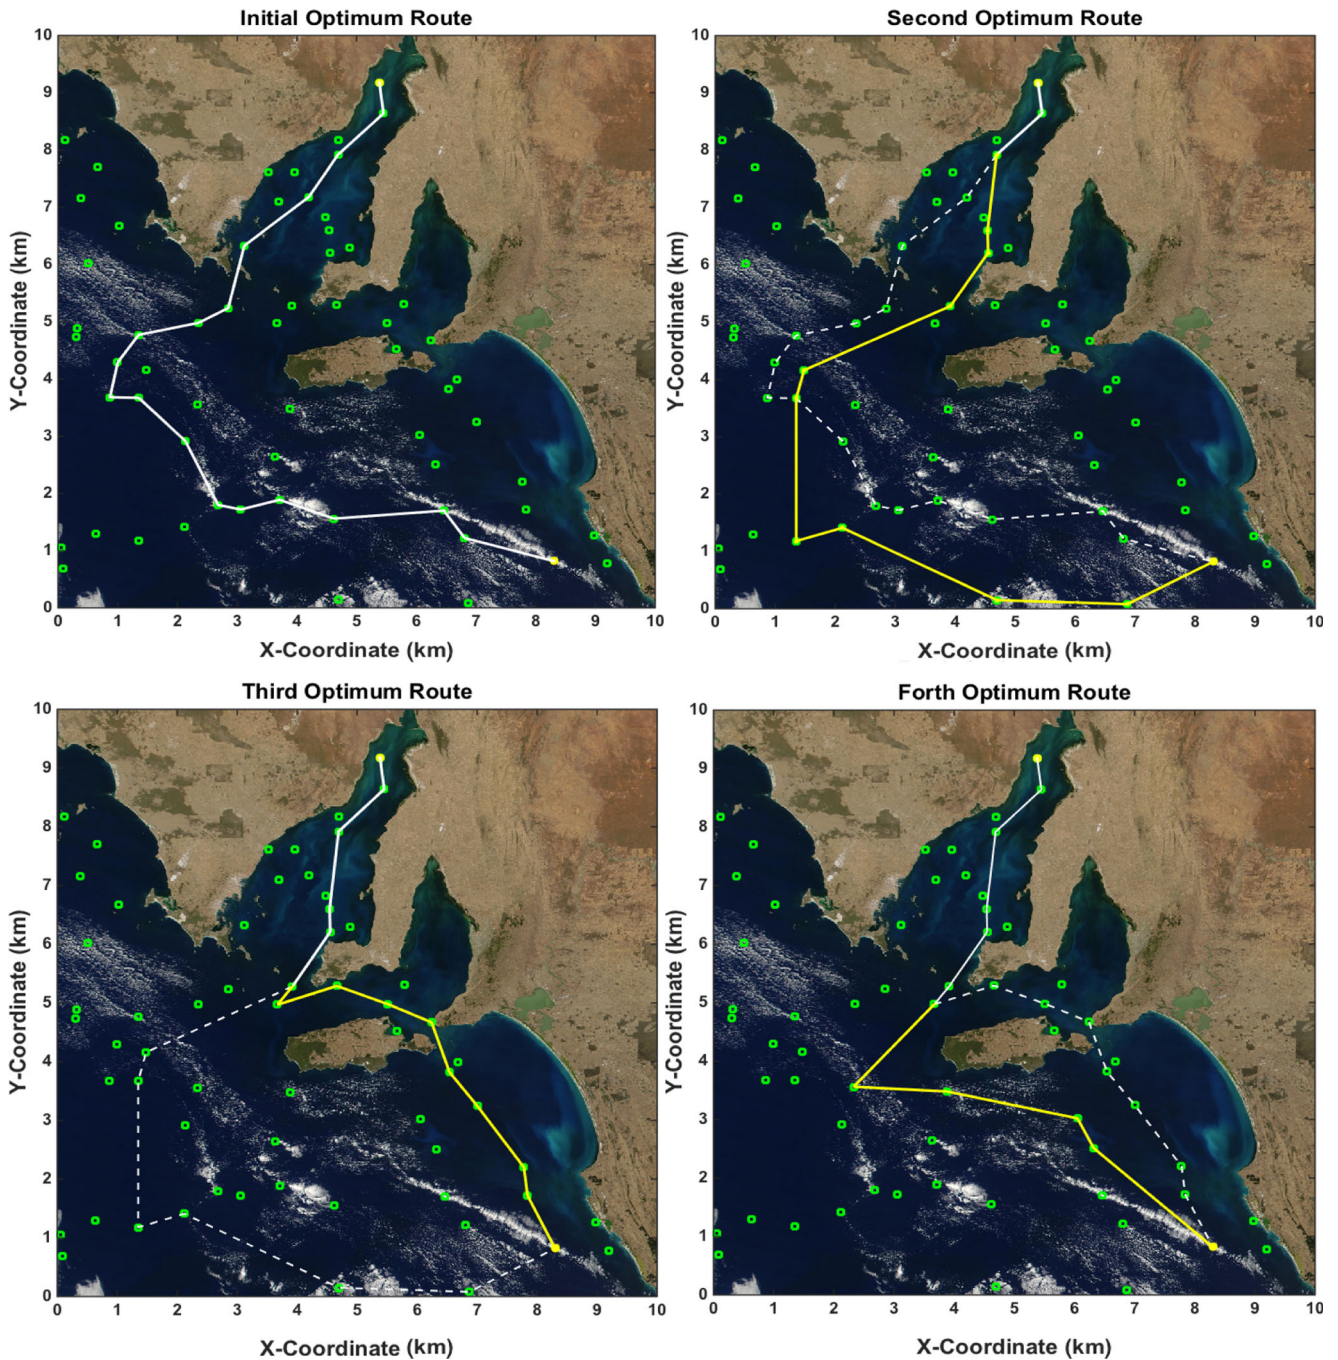 Initial Optimum Route
10
9
8
7
6
5
4
3
2
1
0
Y-Coordinate (km)
0 1 2 3 4 5 6 7 8 9 10
X-Coordinate (km)
Second Optimum Route
10
9
8
7
6
5
4
3
2
1
0
Y-Coordinate (km)
0 1 2 3 4 5 6 7 8 9 10
X-Coordinate (km)
Third Optimum Route
10
9
8
7
6
5
4
3
2
1
0
Y-Coordinate (km)
0 1 2 3 4 5 6 7 8 9 10
X-Coordinate (km)
Forth Optimum Route
10
9
8
7
6
5
4
3
2
1
0
Y-Coordinate (km)
0 1 2 3 4 5 6 7 8 9 10
X-Coordinate (km)